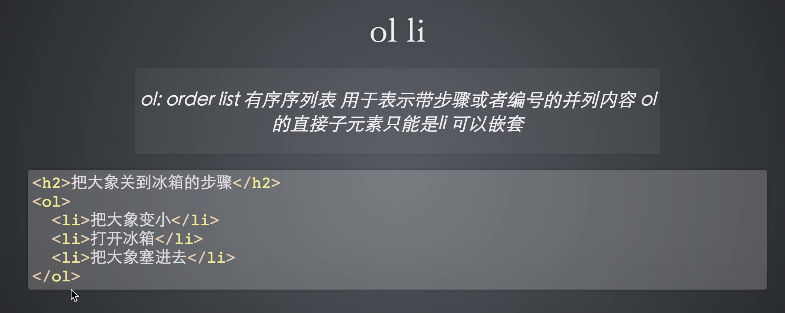 ol li
ol: order list 有序序列表 用于表示带步骤或者编号的并列内容 ol
的直接子元素只能是li 可以嵌套
<h2>把大象关到冰箱的步骤</h2>
<ol>
  <li>把大象变小</li>
  <li>打开冰箱</li>
  <li>把大象塞进去</li>
</ol>